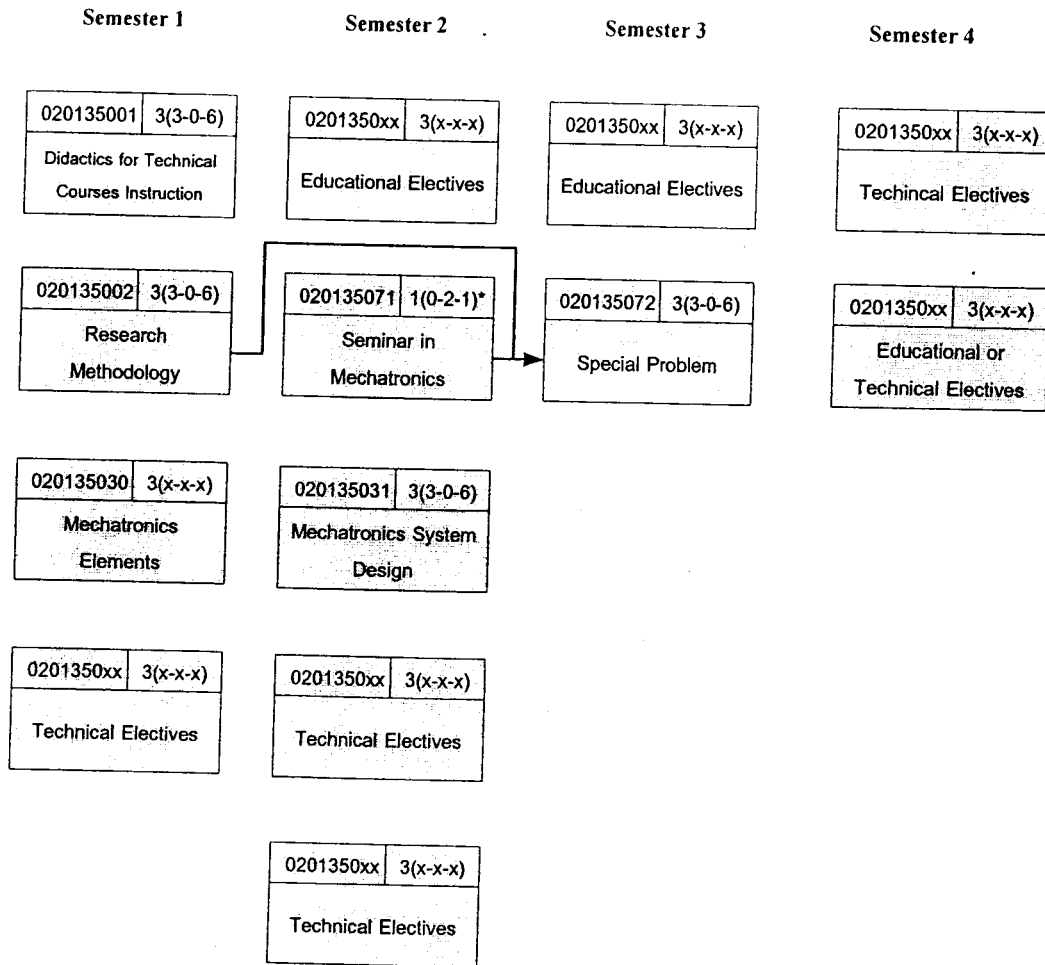 Semester 1
Semester 2
Semester 3
Semester 4
020135001 3(3-0-6)
Didactics for Technical
Courses Instruction
0201350xx 3(x-x-x)
Educational Electives
0201350xx 3(x-x-x)
Educational Electives
0201350xx 3(x-x-x)
Techincal Electives
020135002 3(3-0-6)
Research
Methodology
020135071 1(0-2-1)*
Seminar in
Mechatronics
020135072 3(3-0-6)
Special Problem
0201350xx 3(x-x-x)
Educational or
Technical Electives
020135030 3(x-x-x)
Mechatronics
Elements
020135031 3(3-0-6)
Mechatronics System
Design
0201350xx 3(x-x-x)
Technical Electives
0201350xx 3(x-x-x)
Technical Electives
0201350xx 3(x-x-x)
Technical Electives